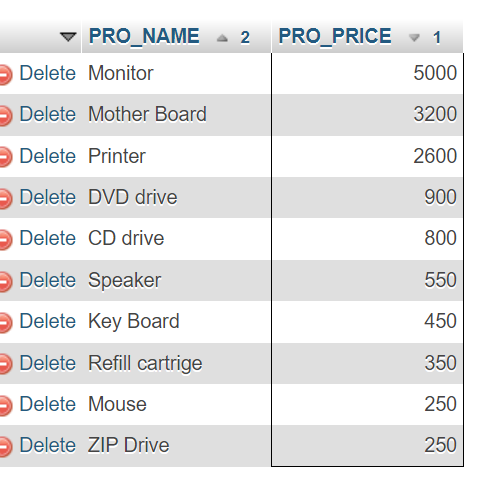 PRO_NAME 2 PRO_PRICE 1
Delete Monitor 5000
Delete Mother Board 3200
Delete Printer 2600
Delete DVD drive 900
Delete CD drive 800
Delete Speaker 550
Delete Key Board 450
Delete Refill cartrige 350
Delete Mouse 250
Delete ZIP Drive 250